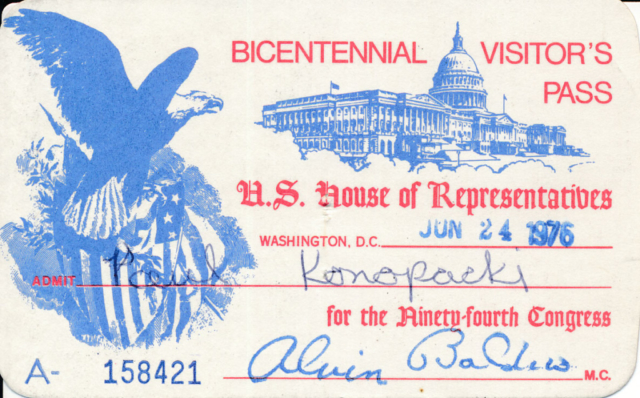 BICENTENNIAL VISITOR'S
PASS
U.S. House of Representatives
WASHINGTON, D.C. JUN 24 1976
ADMIT Paul Konopacki
for the Ninety-fourth Congress
Alvin Baldus M.C.
A- 158421